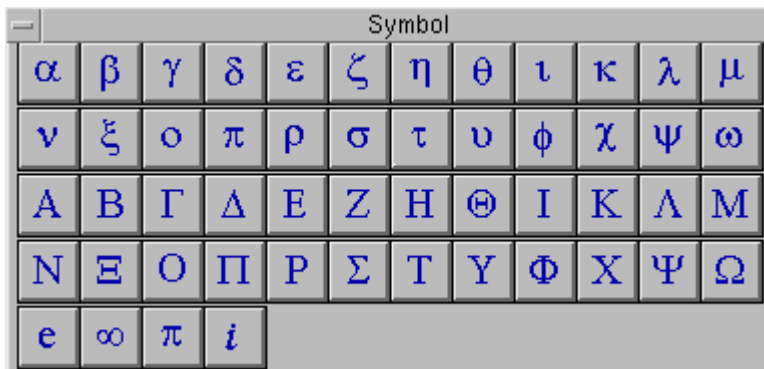 Symbol
α β γ δ ε ζ η θ ι κ λ μ
ν ξ ο π ρ σ τ υ φ χ ψ ω
Α Β Γ Δ Ε Ζ Η Θ Ι Κ Λ Μ
Ν Ξ Ο Π Ρ Σ Τ Υ Φ Χ Ψ Ω
e ∞ π i